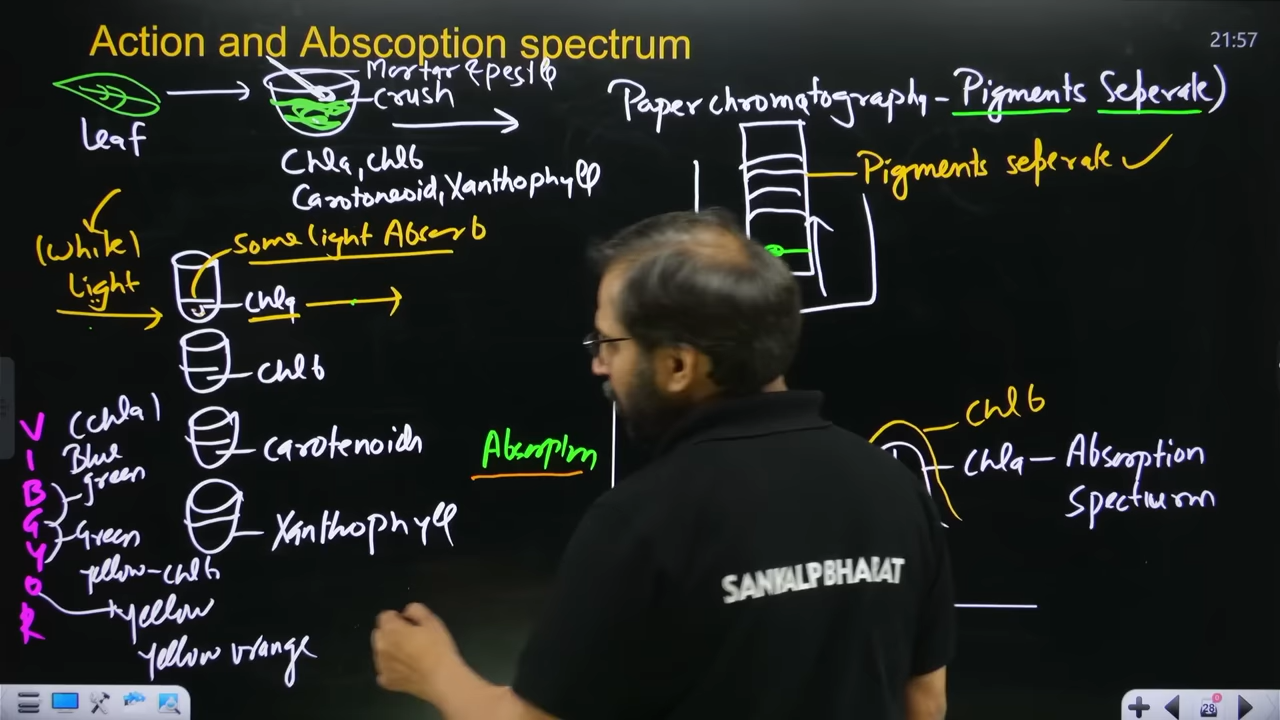 Action and Abscoption spectrum
21:57
Mortar & pestle
Crush
Leaf
Chla, Chlb
Carotoneoid, Xanthophyll
Paper chromatography - Pigments Seperate)
Pigments seperate ✓
(White)
Light
Some light Absorb
Chla
Chlb
Carotenoids
Xanthophyll
V
I
B
G
Y
O
R
(Chla)
Blue
green
Green
yellow-chlb
yellow
yellow orange
Absorption
Chlb
Chla - Absorption
Spectrum
SANKALPBHARAT
28